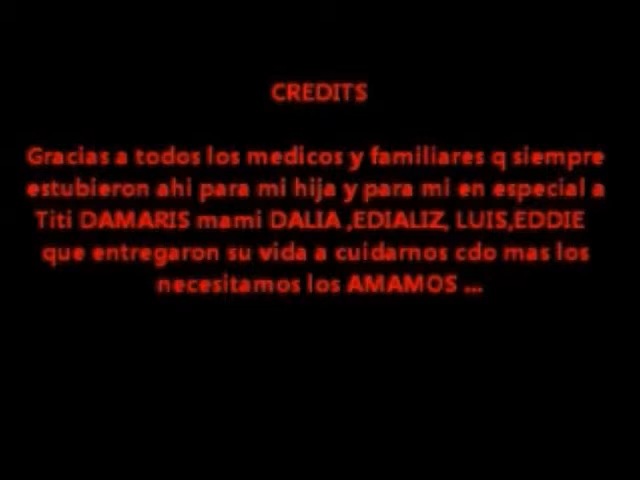 CREDITS
Gracias a todos los medicos y familiares q siempre
estubieron ahi para mi hija y para mi en especial a
Titi DAMARIS mami DALIA ,EDIALIZ, LUIS,EDDIE
que entregaron su vida a cuidarnos cdo mas los
necesitamos los AMAMOS ...